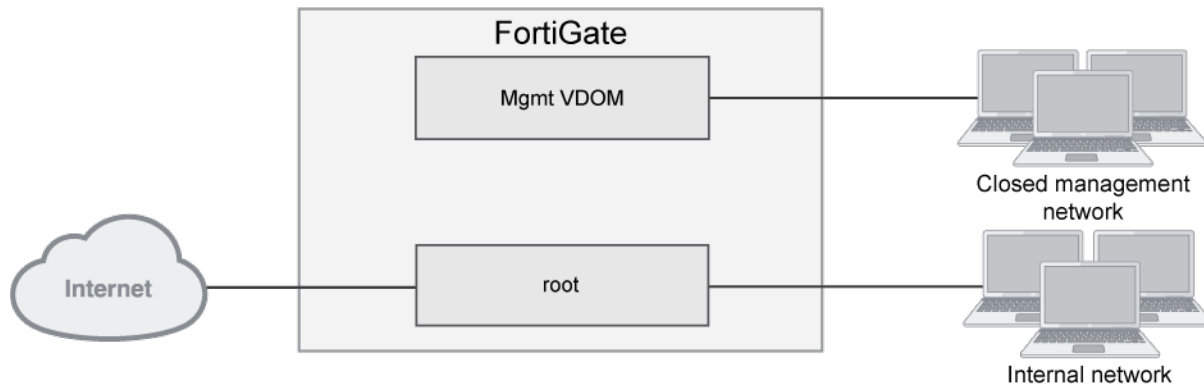 FortiGate
Mgmt VDOM
Closed management
network
Internet
root
Internal network